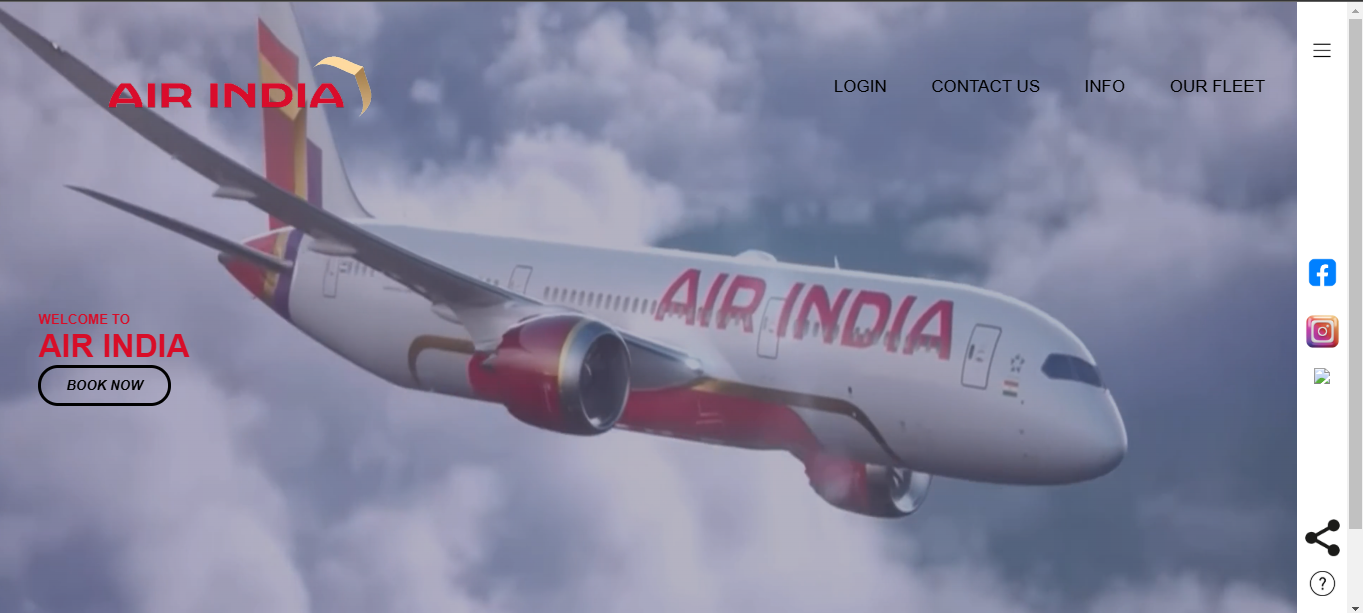 AIR INDIA
LOGIN
CONTACT US
INFO
OUR FLEET
AIR INDIA
WELCOME TO
AIR INDIA
BOOK NOW
?